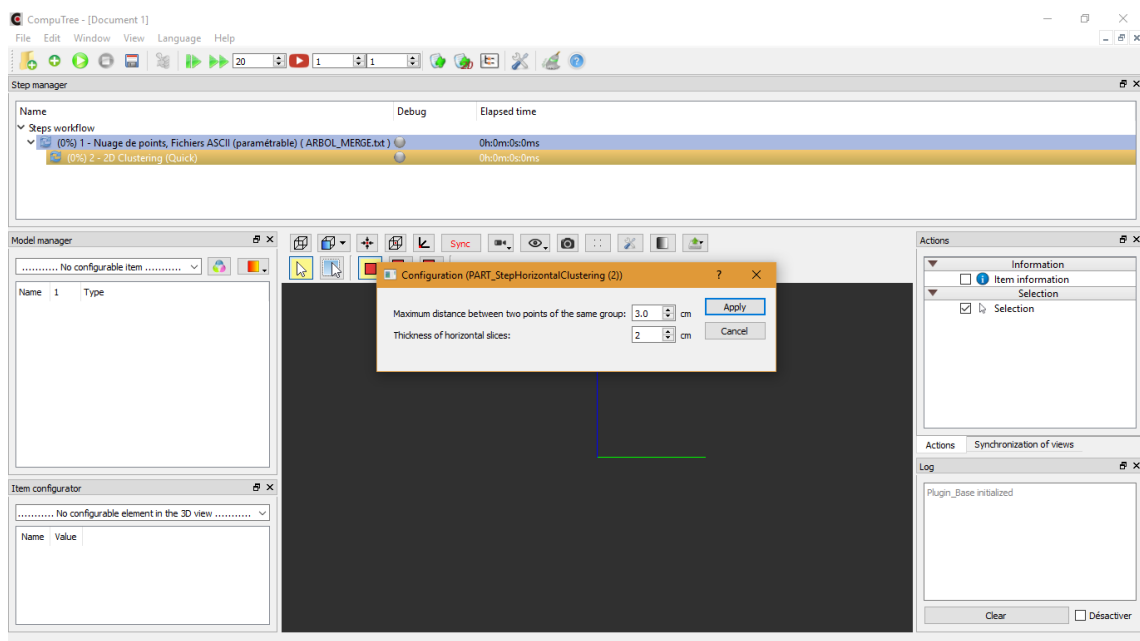 CompuTree - [Document 1]
File Edit Window View Language Help
20 1 1
Step manager
Name Debug Elapsed time
Steps workflow
(0%) 1 - Nuage de points, Fichiers ASCII (paramétrable) ( ARBOL_MERGE.txt ) 0h:0m:0s:0ms
(0%) 2 - 2D Clustering (Quick) 0h:0m:0s:0ms
Model manager
........... No configurable item ...........
Name 1 Type
Sync
Configuration (PART_StepHorizontalClustering (2)) ?
Maximum distance between two points of the same group: 3.0 cm Apply
Thickness of horizontal slices: 2 cm Cancel
Actions
Information
Item information
Selection
Selection
Actions Synchronization of views
Item configurator
........... No configurable element in the 3D view ...........
Name Value
Log
Plugin_Base initialized
Clear Désactiver